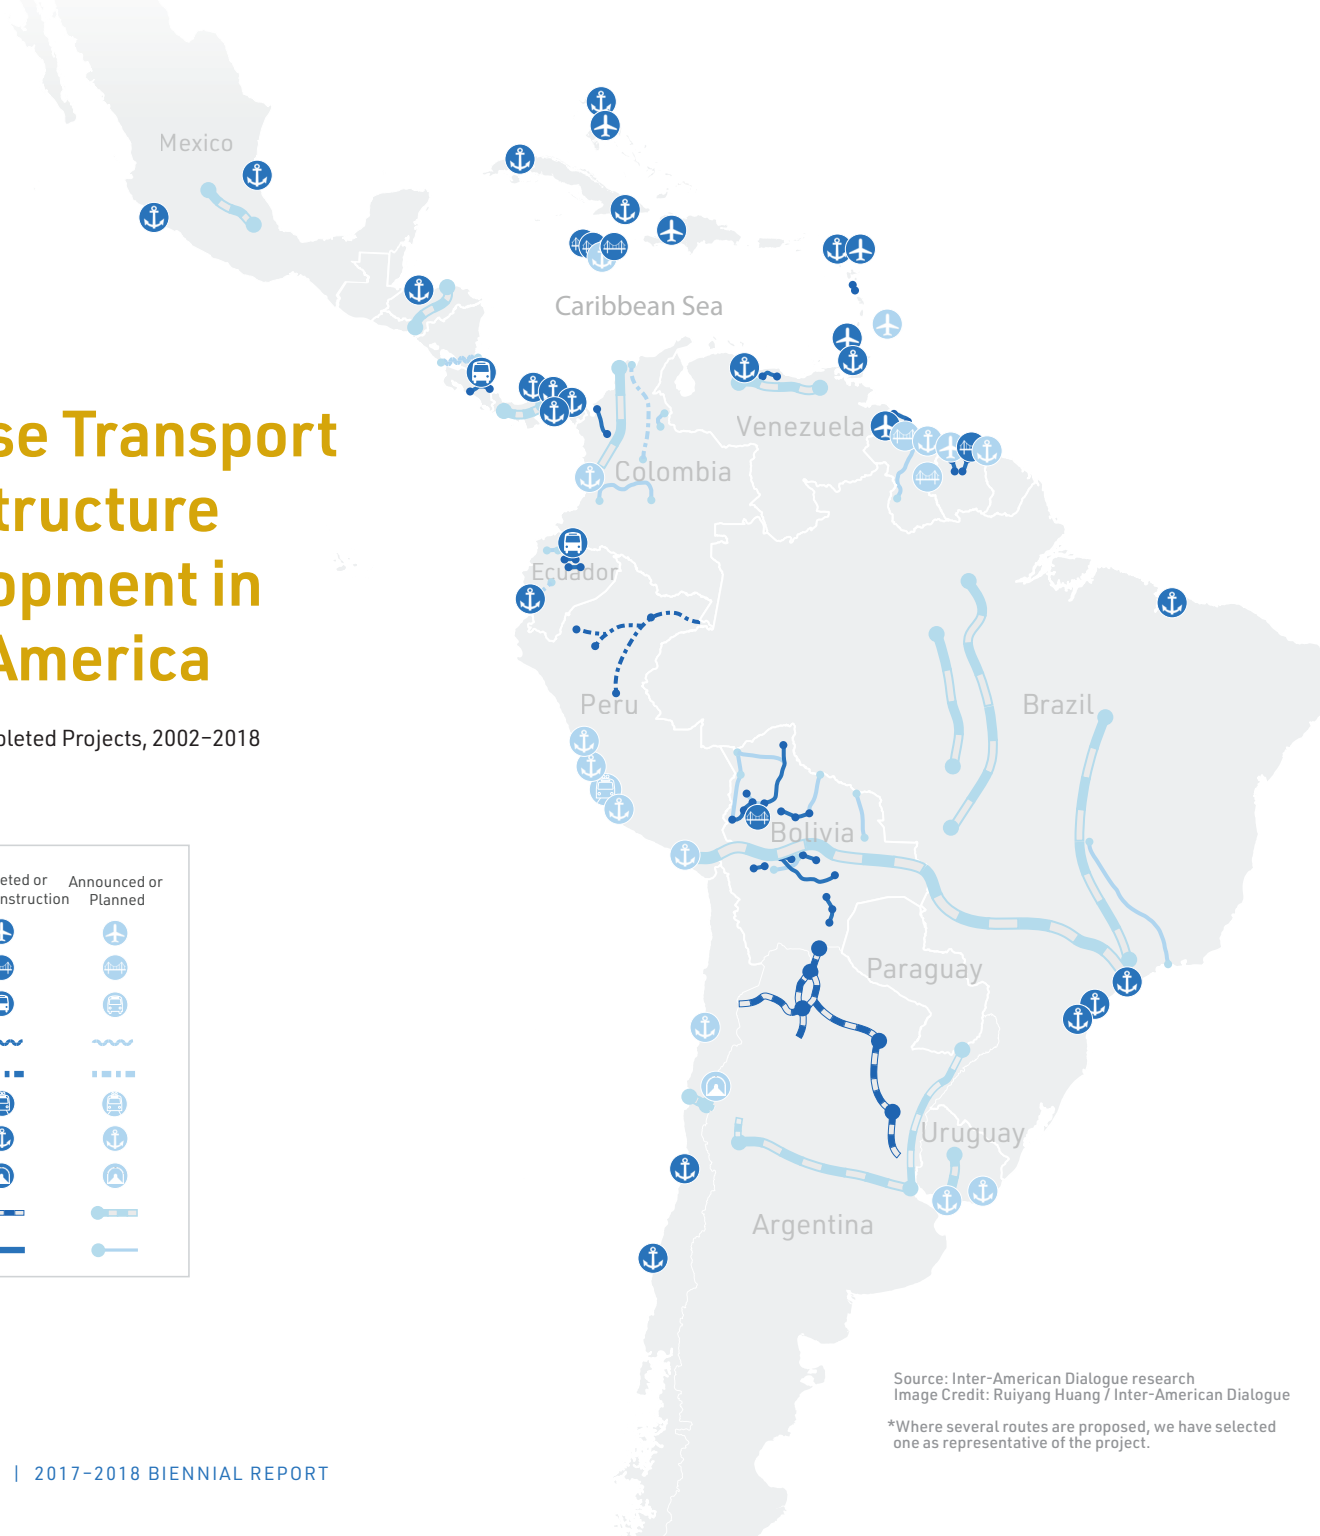 Mexico
Caribbean Sea
Venezuela
Colombia
Ecuador
se Transport
tructure
opment in
America
pleted Projects, 2002–2018
Peru
Brazil
Bolivia
eted or
nstruction
Announced or
Planned
Paraguay
Uruguay
Argentina
Source: Inter-American Dialogue research
Image Credit: Ruiyang Huang / Inter-American Dialogue
*Where several routes are proposed, we have selected
one as representative of the project.
| 2017–2018 BIENNIAL REPORT